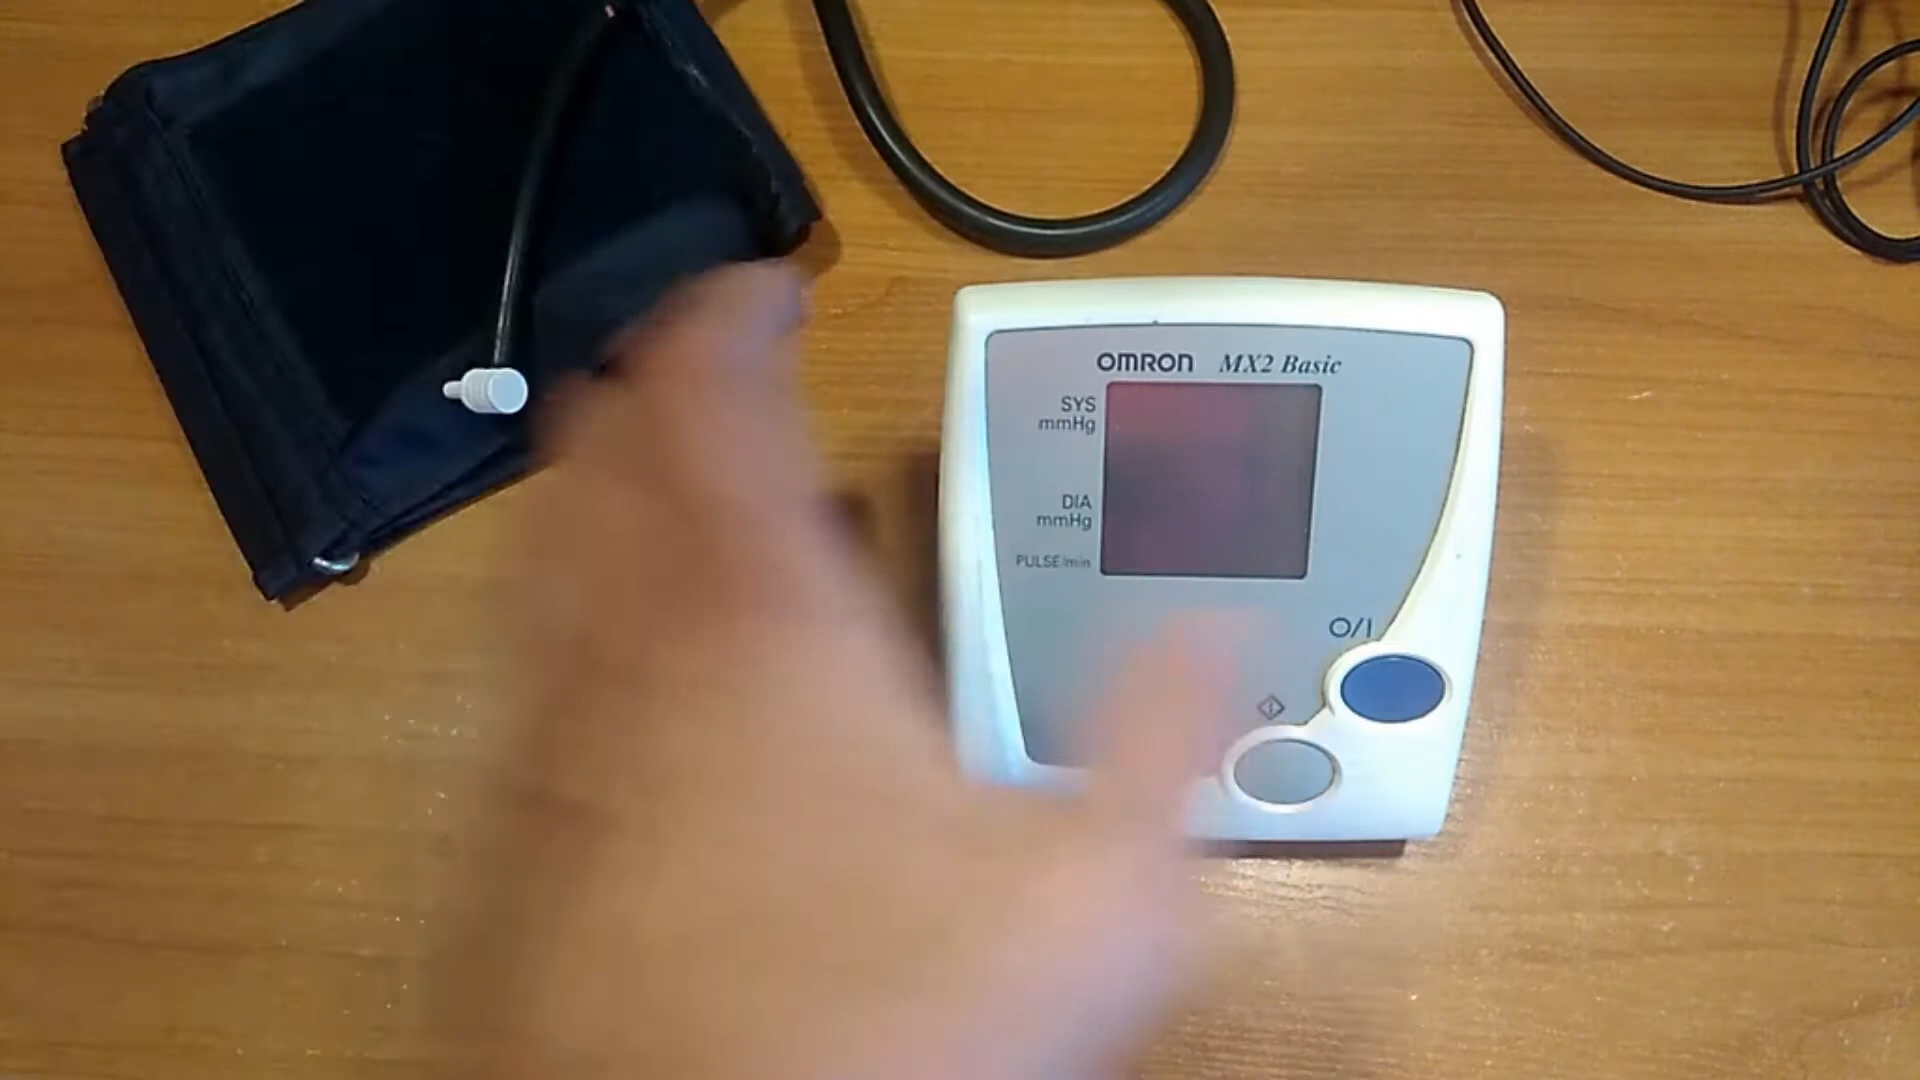 OMRON MX2 Basic
SYS
mmHg
DIA
mmHg
PULSE/min
O/I